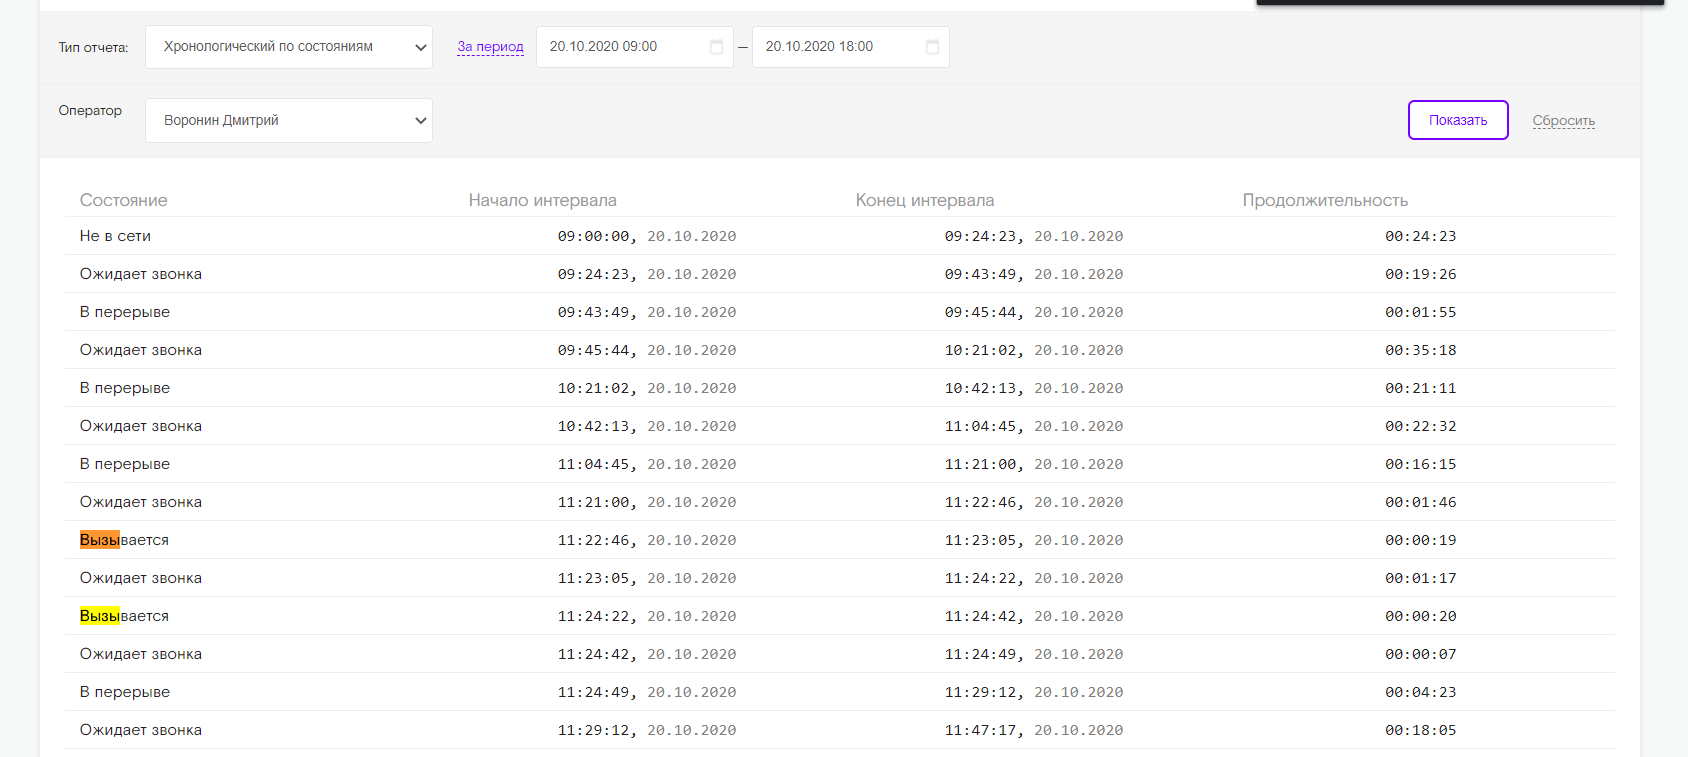 Тип отчета: Хронологический по состояниям За период 20.10.2020 09:00 — 20.10.2020 18:00
Оператор Воронин Дмитрий Показать Сбросить
Состояние Начало интервала Конец интервала Продолжительность
Не в сети 09:00:00, 20.10.2020 09:24:23, 20.10.2020 00:24:23
Ожидает звонка 09:24:23, 20.10.2020 09:43:49, 20.10.2020 00:19:26
В перерыве 09:43:49, 20.10.2020 09:45:44, 20.10.2020 00:01:55
Ожидает звонка 09:45:44, 20.10.2020 10:21:02, 20.10.2020 00:35:18
В перерыве 10:21:02, 20.10.2020 10:42:13, 20.10.2020 00:21:11
Ожидает звонка 10:42:13, 20.10.2020 11:04:45, 20.10.2020 00:22:32
В перерыве 11:04:45, 20.10.2020 11:21:00, 20.10.2020 00:16:15
Ожидает звонка 11:21:00, 20.10.2020 11:22:46, 20.10.2020 00:01:46
Вызывается 11:22:46, 20.10.2020 11:23:05, 20.10.2020 00:00:19
Ожидает звонка 11:23:05, 20.10.2020 11:24:22, 20.10.2020 00:01:17
Вызывается 11:24:22, 20.10.2020 11:24:42, 20.10.2020 00:00:20
Ожидает звонка 11:24:42, 20.10.2020 11:24:49, 20.10.2020 00:00:07
В перерыве 11:24:49, 20.10.2020 11:29:12, 20.10.2020 00:04:23
Ожидает звонка 11:29:12, 20.10.2020 11:47:17, 20.10.2020 00:18:05